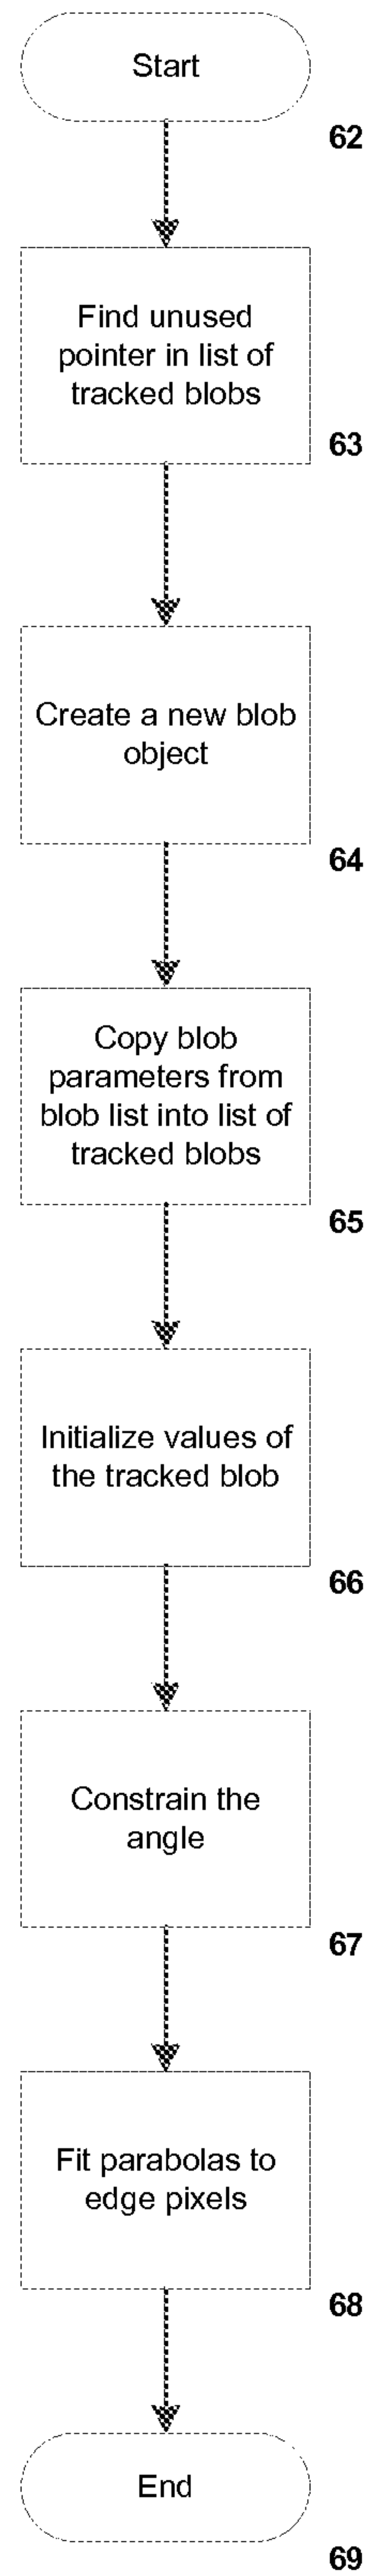 Start
62
Find unused
pointer in list of
tracked blobs
63
Create a new blob
object
64
Copy blob
parameters from
blob list into list of
tracked blobs
65
Initialize values of
the tracked blob
66
Constrain the
angle
67
Fit parabolas to
edge pixels
68
End
69